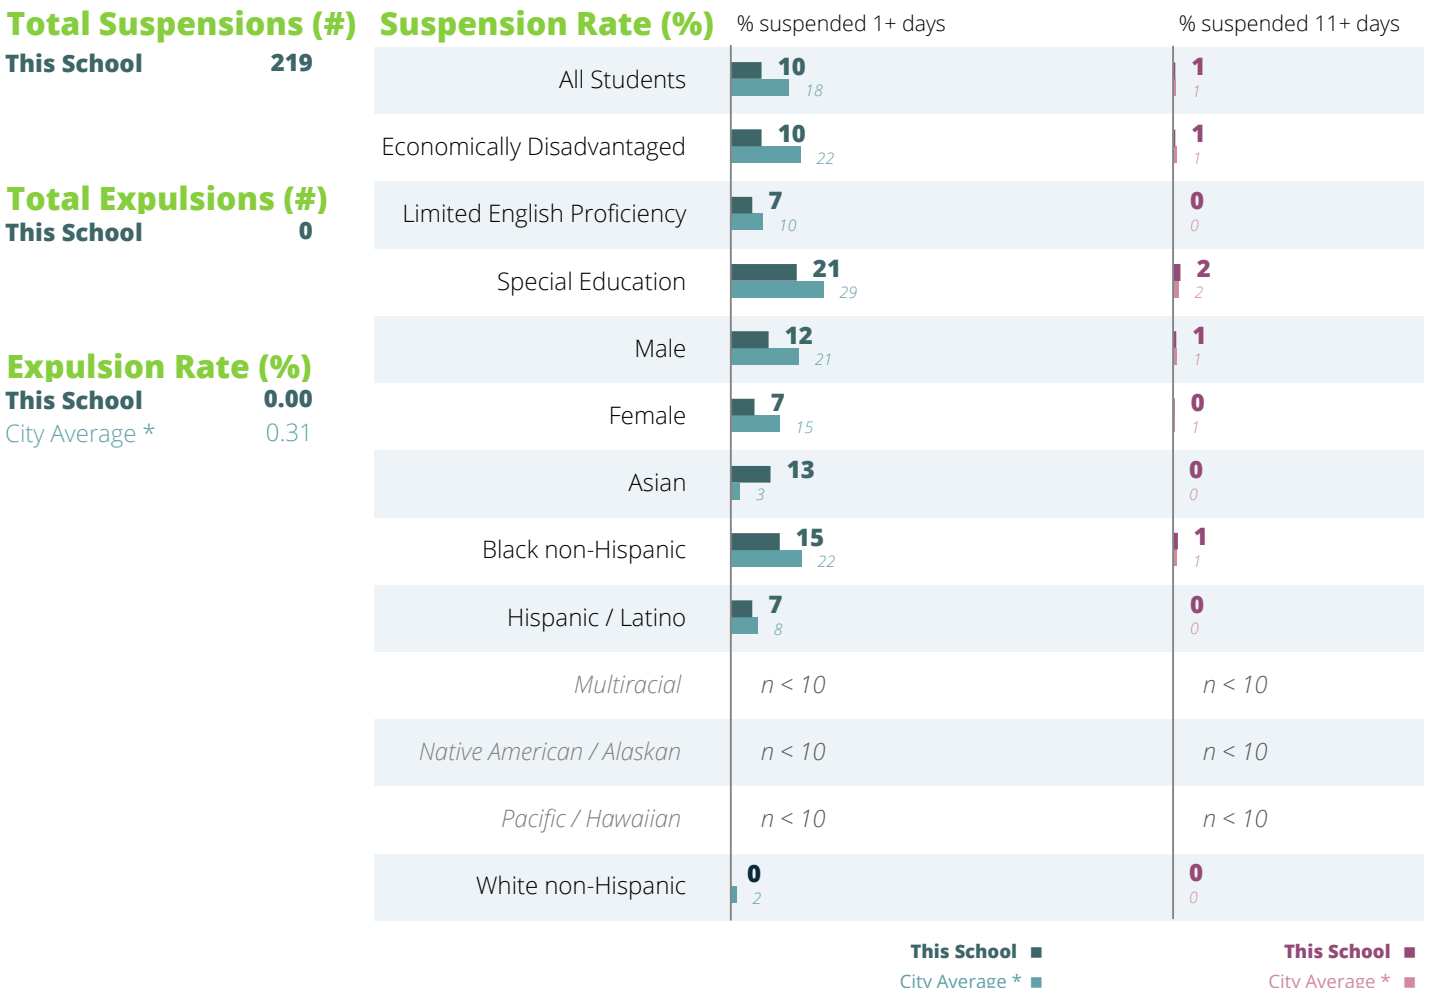 Total Suspensions (#)
This School 219
Total Expulsions (#)
This School 0
Expulsion Rate (%)
This School 0.00
City Average * 0.31
Suspension Rate (%) % suspended 1+ days % suspended 11+ days
All Students 10 1
18 1
Economically Disadvantaged 10 1
22 1
Limited English Proficiency 7 0
10 0
Special Education 21 2
29 2
Male 12 1
21 1
Female 7 0
15 1
Asian 13 0
3 0
Black non-Hispanic 15 1
22 1
Hispanic / Latino 7 0
8 0
Multiracial n < 10 n < 10
Native American / Alaskan n < 10 n < 10
Pacific / Hawaiian n < 10 n < 10
White non-Hispanic 0 0
2 0
This School This School
City Average * City Average *